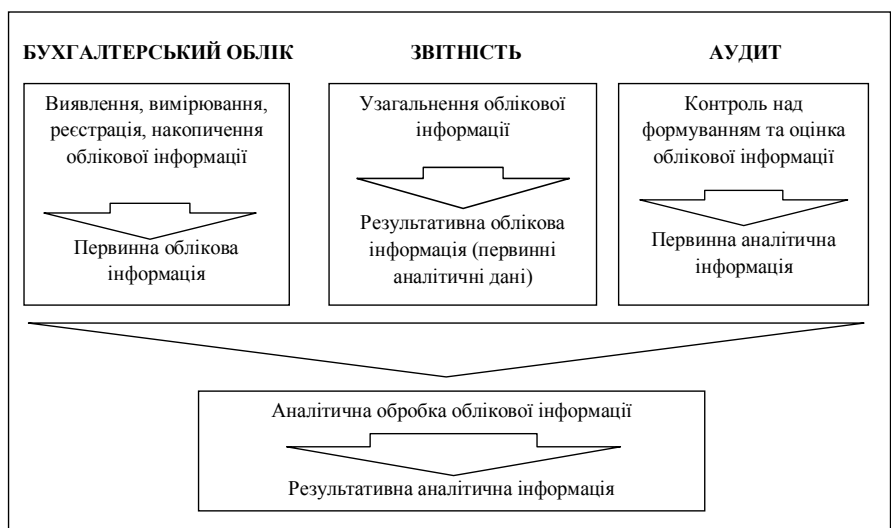 БУХГАЛТЕРСЬКИЙ ОБЛІК
Виявлення, вимірювання,
реєстрація, накопичення
облікової інформації
Первинна облікова
інформація
ЗВІТНІСТЬ
Узагальнення облікової
інформації
Результативна облікова
інформація (первинні
аналітичні дані)
АУДИТ
Контроль над
формуванням та оцінка
облікової інформації
Первинна аналітична
інформація
Аналітична обробка облікової інформації
Результативна аналітична інформація